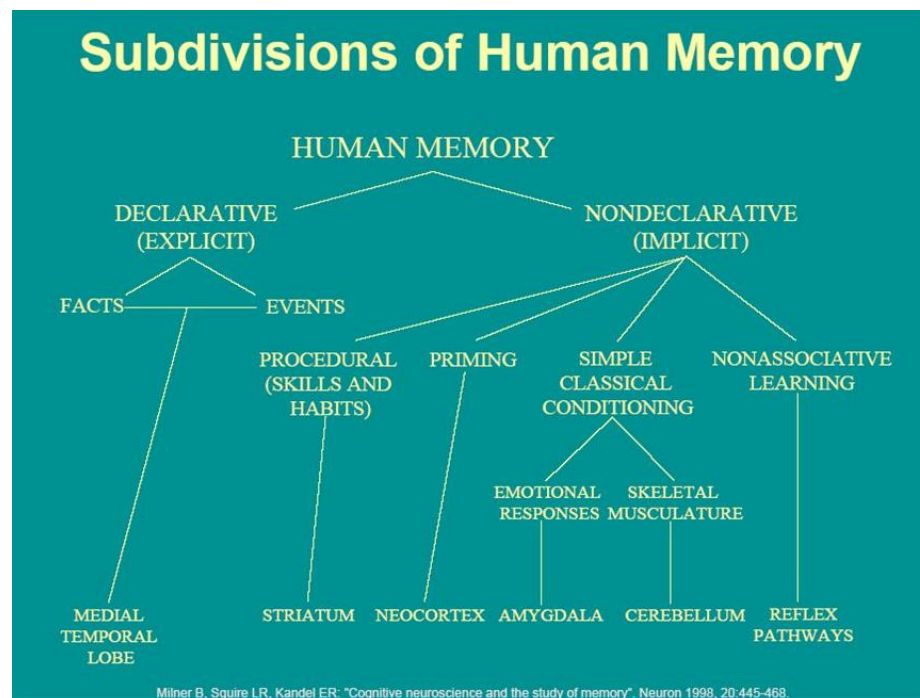 Subdivisions of Human Memory
HUMAN MEMORY
DECLARATIVE
(EXPLICIT)
NONDECLARATIVE
(IMPLICIT)
FACTS
EVENTS
PROCEDURAL
(SKILLS AND
HABITS)
PRIMING
SIMPLE
CLASSICAL
CONDITIONING
NONASSOCIATIVE
LEARNING
EMOTIONAL
RESPONSES
SKELETAL
MUSCULATURE
MEDIAL
TEMPORAL
LOBE
STRIATUM
NEOCORTEX
AMYGDALA
CEREBELLUM
REFLEX
PATHWAYS
Milner B, Squire LR, Kandel ER: "Cognitive neuroscience and the study of memory". Neuron 1998, 20:445-468.